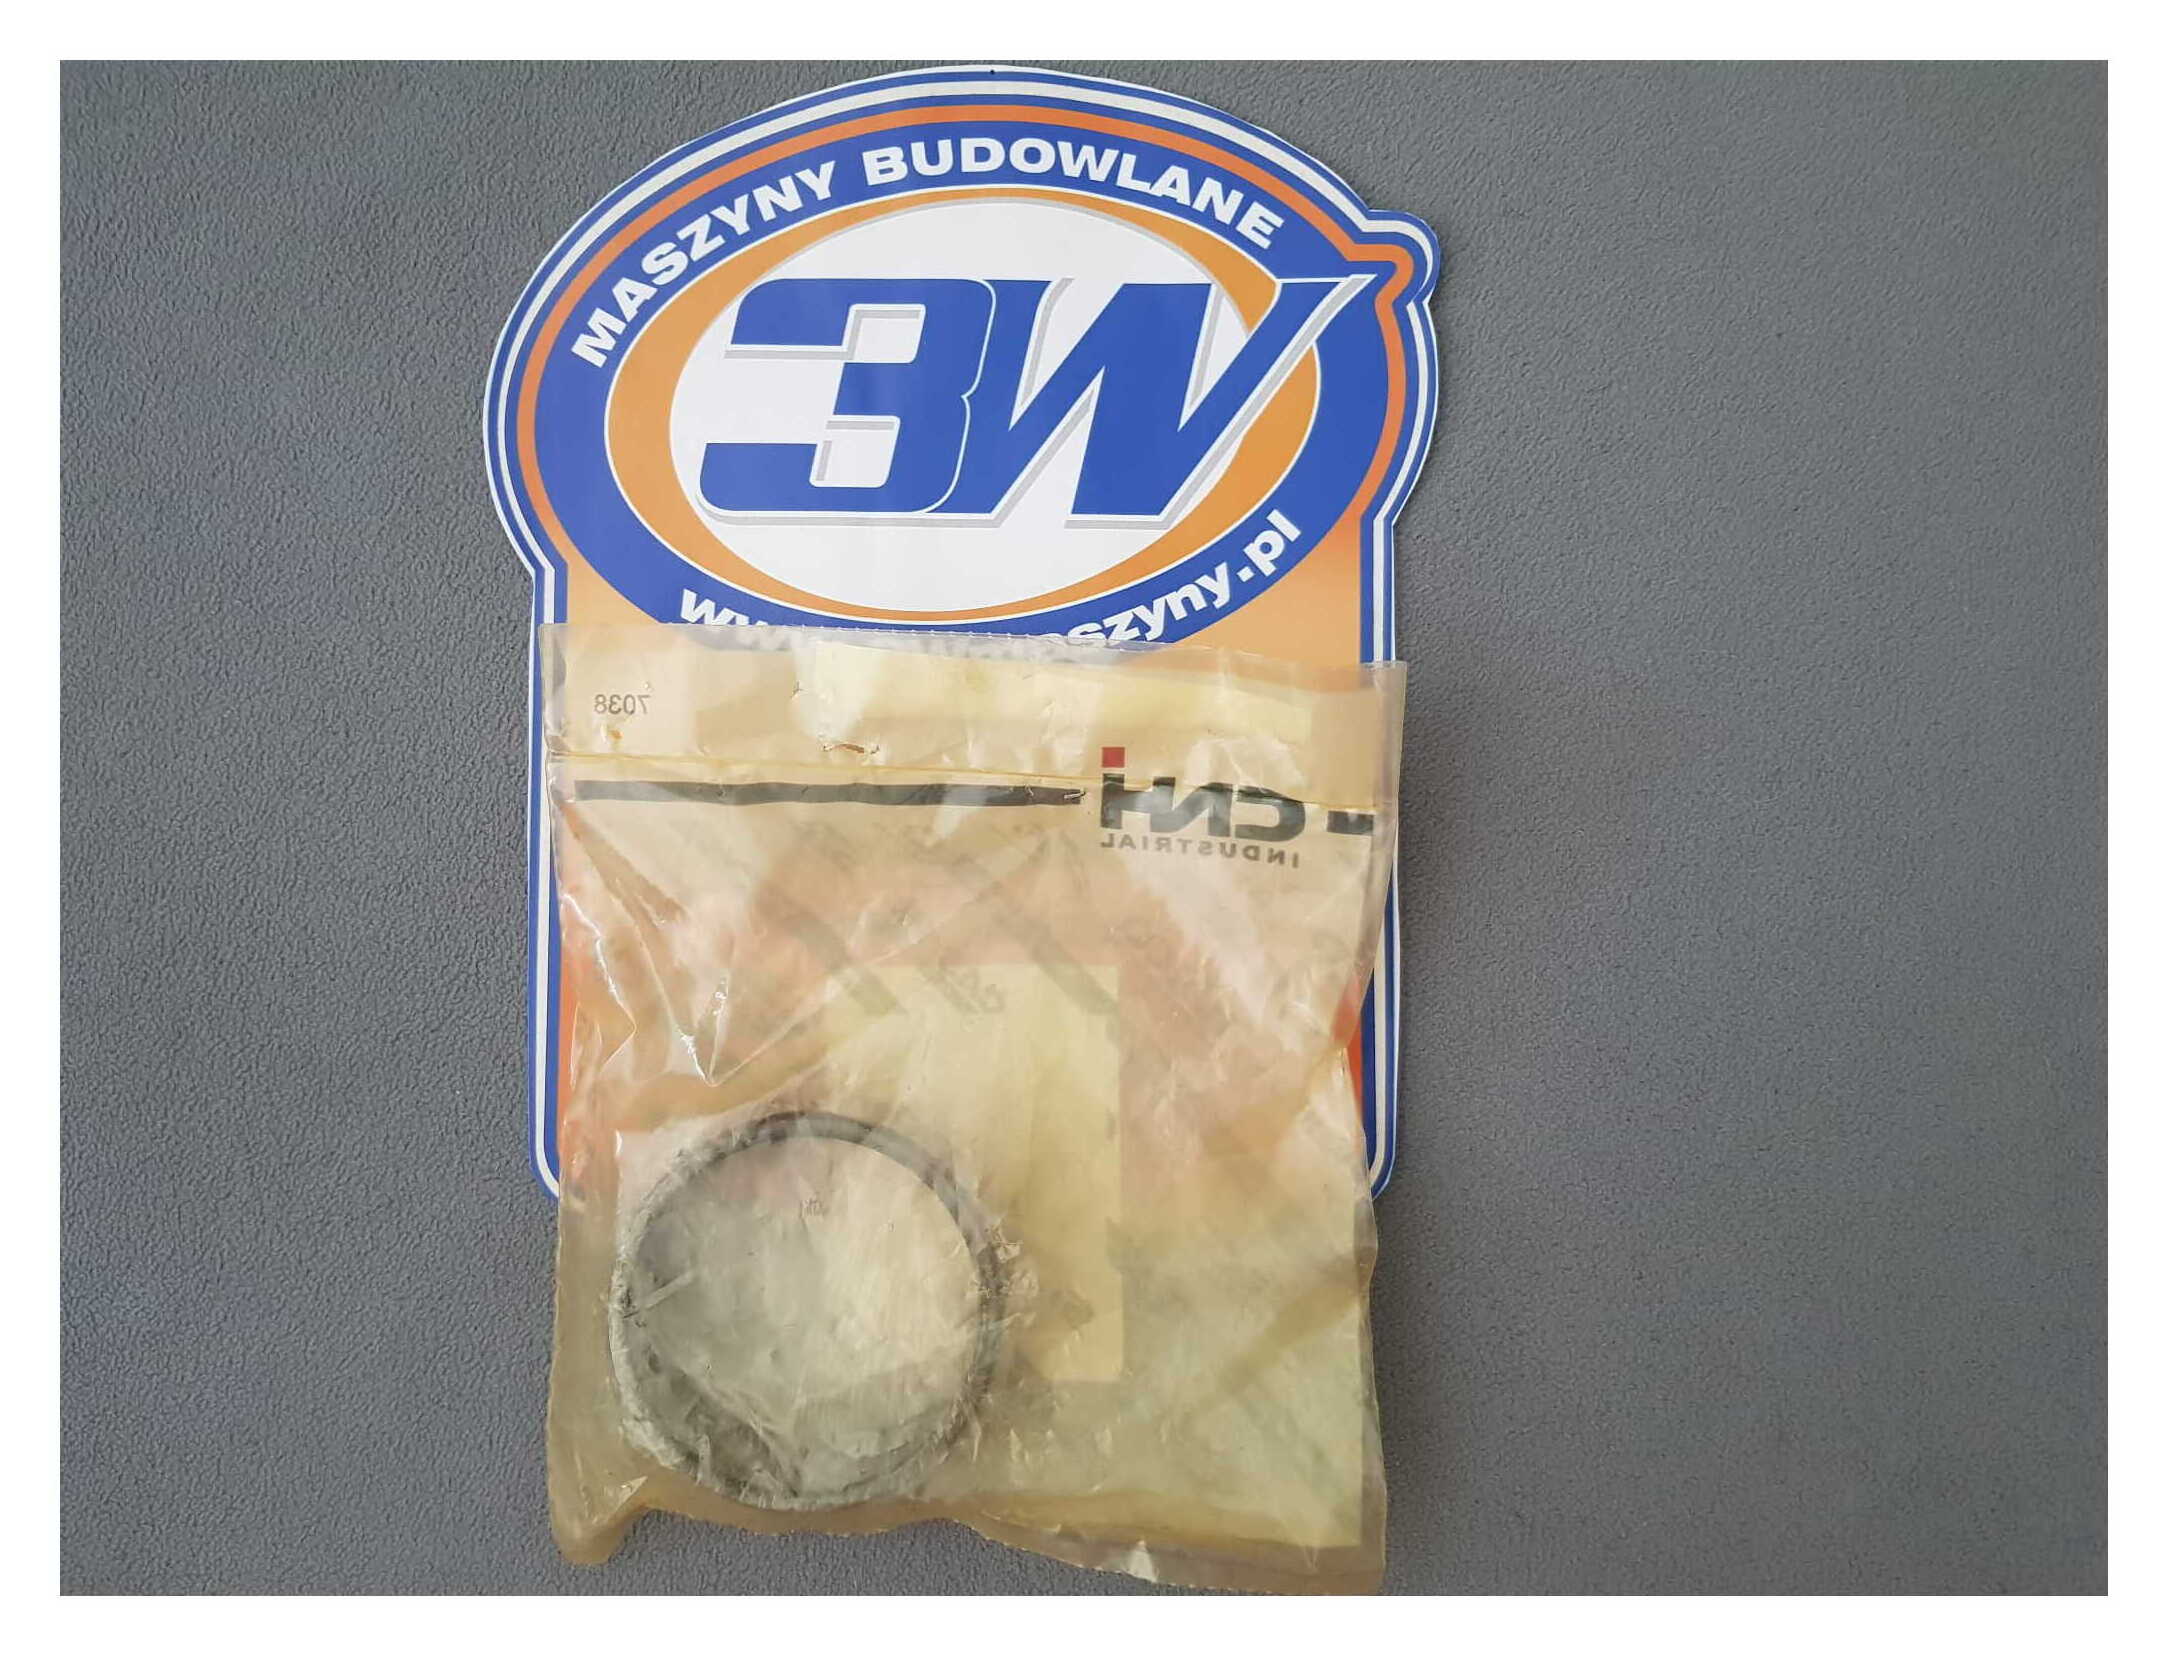 MASZYNY BUDOWLANE
3W
7038
CNH
INDUSTRIAL